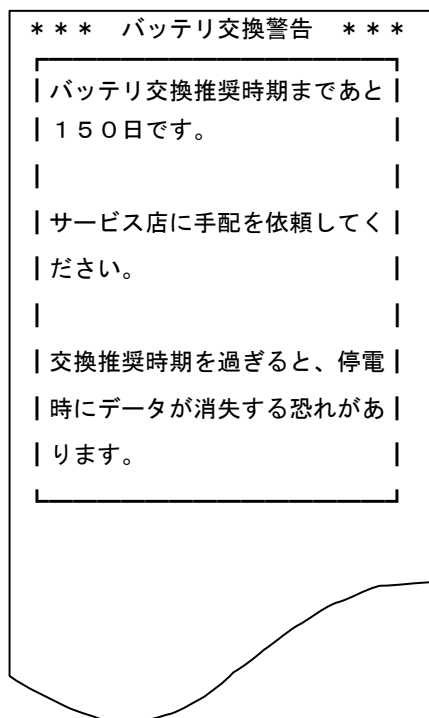 ＊＊＊　バッテリ交換警告　＊＊＊
バッテリ交換推奨時期まであと
１５０日です。
サービス店に手配を依頼してく
ださい。
交換推奨時期を過ぎると、停電
時にデータが消失する恐れがあ
ります。